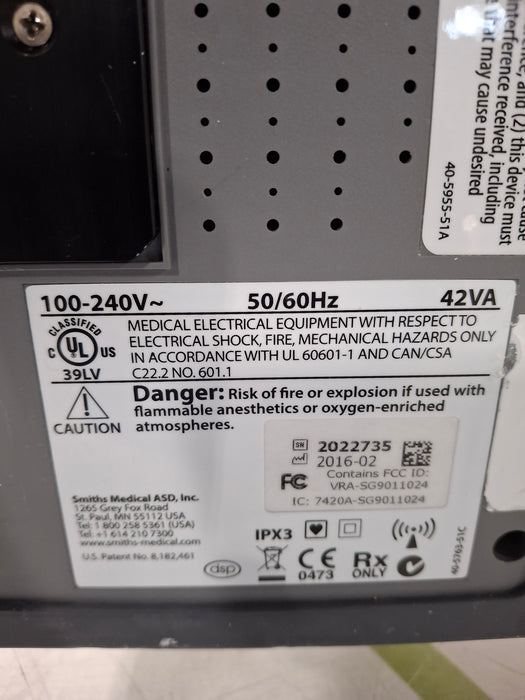 nce, and (2) this device must
interference received, including
that may cause undesired
40-5955-51A
100-240V~ 50/60Hz 42VA
CLASSIFIED
C UL US
39LV
MEDICAL ELECTRICAL EQUIPMENT WITH RESPECT TO
ELECTRICAL SHOCK, FIRE, MECHANICAL HAZARDS ONLY
IN ACCORDANCE WITH UL 60601-1 AND CAN/CSA
C22.2 NO. 601.1
CAUTION
Danger: Risk of fire or explosion if used with
flammable anesthetics or oxygen-enriched
atmospheres.
SN 2022735
2016-02
FC Contains FCC ID:
VRA-SG9011024
IC: 7420A-SG9011024
Smiths Medical ASD, Inc.
1265 Grey Fox Road
St. Paul, MN 55112 USA
Tel: 1 800 258 5361 (USA)
Tel: +1 614 210 7300
www.smiths-medical.com
U.S. Patent No. 8,182,461
dsp
IPX3
CE
0473
Rx
ONLY